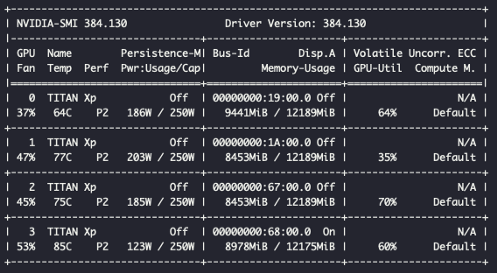 +-----------------------------------------------------------------------------+
| NVIDIA-SMI 384.130                Driver Version: 384.130                   |
|-------------------------------+----------------------+----------------------+
| GPU  Name        Persistence-M| Bus-Id        Disp.A | Volatile Uncorr. ECC |
| Fan  Temp  Perf  Pwr:Usage/Cap|         Memory-Usage | GPU-Util  Compute M. |
|===============================+======================+======================|
|   0  TITAN Xp            Off  | 00000000:19:00.0 Off |                  N/A |
| 37%   64C    P2   186W / 250W |   9441MiB / 12189MiB |     64%      Default |
+-------------------------------+----------------------+----------------------+
|   1  TITAN Xp            Off  | 00000000:1A:00.0 Off |                  N/A |
| 47%   77C    P2   203W / 250W |   8453MiB / 12189MiB |     35%      Default |
+-------------------------------+----------------------+----------------------+
|   2  TITAN Xp            Off  | 00000000:67:00.0 Off |                  N/A |
| 45%   75C    P2   185W / 250W |   8453MiB / 12189MiB |     70%      Default |
+-------------------------------+----------------------+----------------------+
|   3  TITAN Xp            Off  | 00000000:68:00.0  On |                  N/A |
| 53%   85C    P2   123W / 250W |   8978MiB / 12175MiB |     60%      Default |
+-------------------------------+----------------------+----------------------+